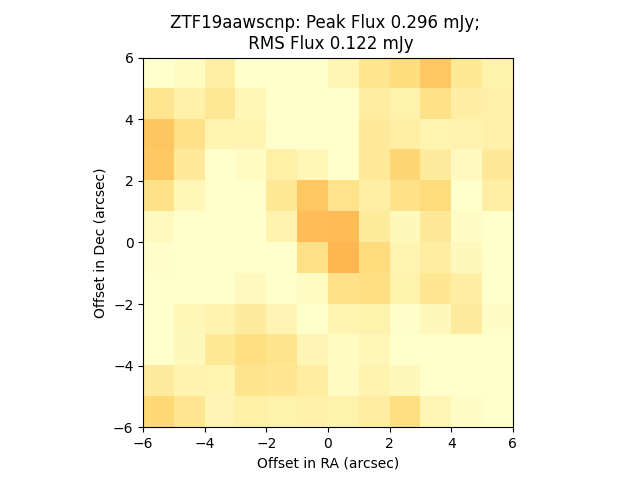 ZTF19aawscnp: Peak Flux 0.296 mJy;
RMS Flux 0.122 mJy
6
4
2
0
−2
−4
−6
Offset in Dec (arcsec)
−6 −4 −2 0 2 4 6
Offset in RA (arcsec)